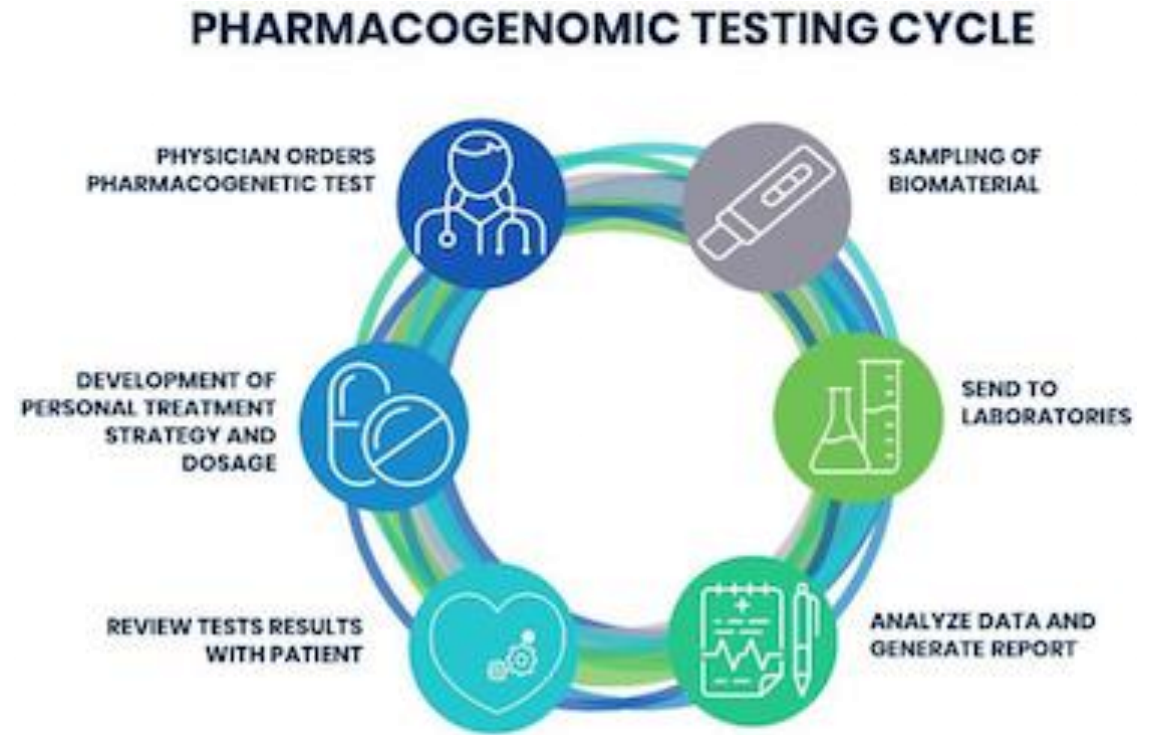 PHARMACOGENOMIC TESTING CYCLE
PHYSICIAN ORDERS
PHARMACOGENETIC TEST
SAMPLING OF
BIOMATERIAL
SEND TO
LABORATORIES
ANALYZE DATA AND
GENERATE REPORT
REVIEW TESTS RESULTS
WITH PATIENT
DEVELOPMENT OF
PERSONAL TREATMENT
STRATEGY AND
DOSAGE